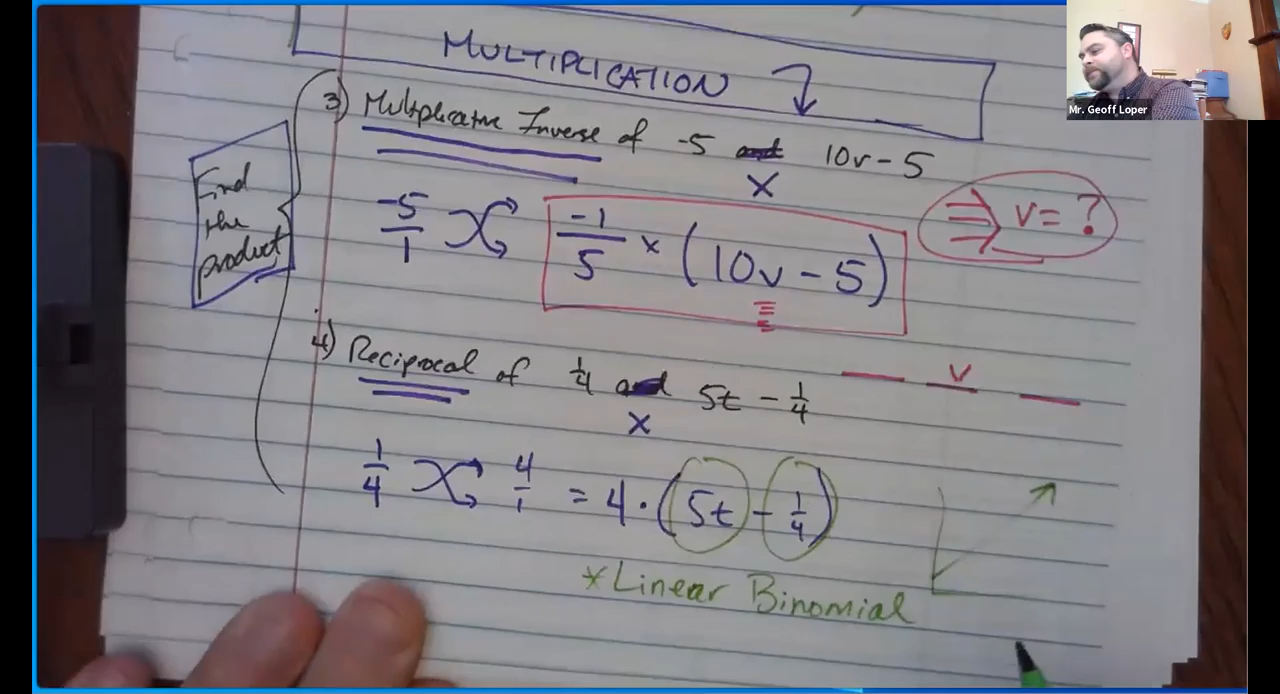 MULTIPLICATION
Mr. Geoff Loper
3) Multiplicative Inverse of -5 and 10v - 5
x
Find
the
product
-5/1 -1/5 x (10v - 5)
⇒ v = ?
4) Reciprocal of 1/4 and 5t - 1/4
x
v
1/4 4/1 = 4 · (5t - 1/4)
*Linear Binomial